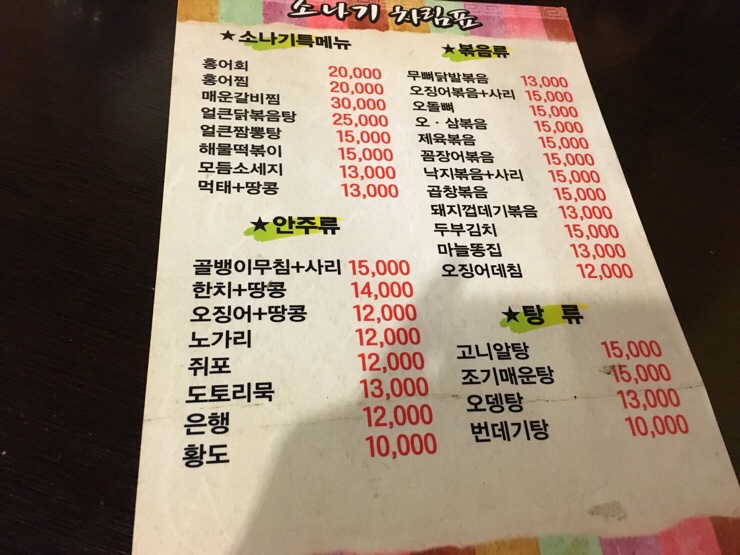 소나기 차림표
★소나기특메뉴
홍어회 20,000
홍어찜 20,000
매운갈비찜 30,000
얼큰닭볶음탕 25,000
얼큰짬뽕탕 15,000
해물떡볶이 15,000
모듬소세지 13,000
먹태+땅콩 13,000
★안주류
골뱅이무침+사리 15,000
한치+땅콩 14,000
오징어+땅콩 12,000
노가리 12,000
쥐포 12,000
도토리묵 13,000
은행 12,000
황도 10,000
★볶음류
무뼈닭발볶음 13,000
오징어볶음+사리 15,000
오돌뼈 15,000
오·삼볶음 15,000
제육볶음 15,000
꼼장어볶음 15,000
낙지볶음+사리 15,000
곱창볶음 15,000
돼지껍데기볶음 13,000
두부김치 15,000
마늘똥집 13,000
오징어데침 12,000
★탕 류
고니알탕 15,000
조기매운탕 15,000
오뎅탕 13,000
번데기탕 10,000